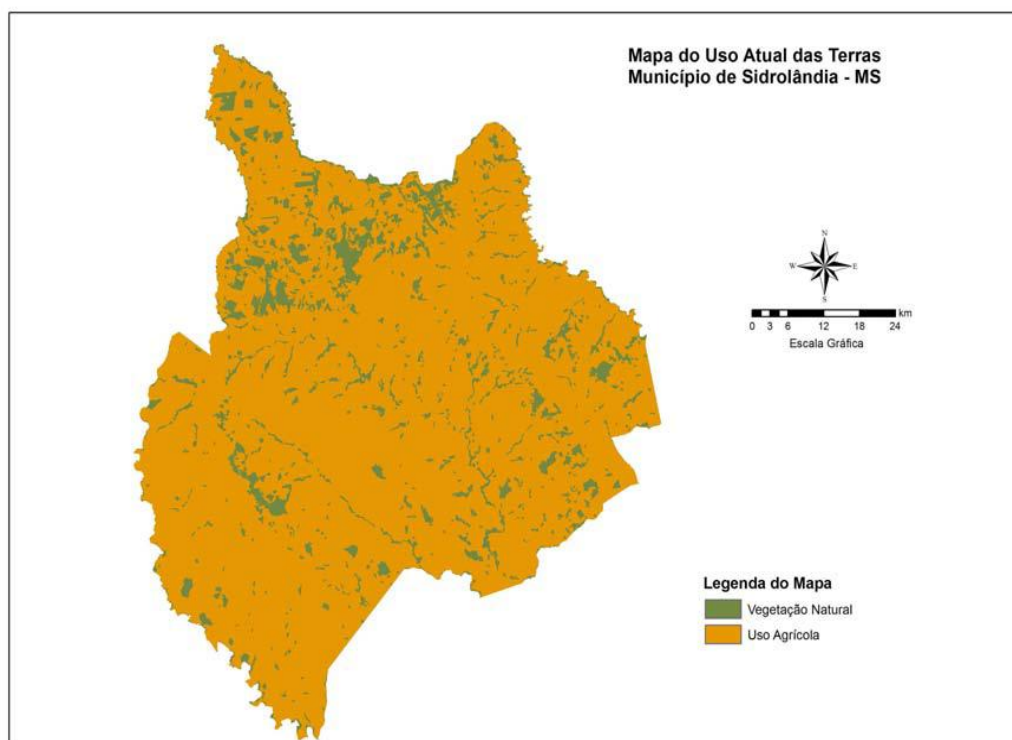 Mapa do Uso Atual das Terras
Município de Sidrolândia - MS
N
W E
S
km
0 3 6 12 18 24
Escala Gráfica
Legenda do Mapa
Vegetação Natural
Uso Agrícola